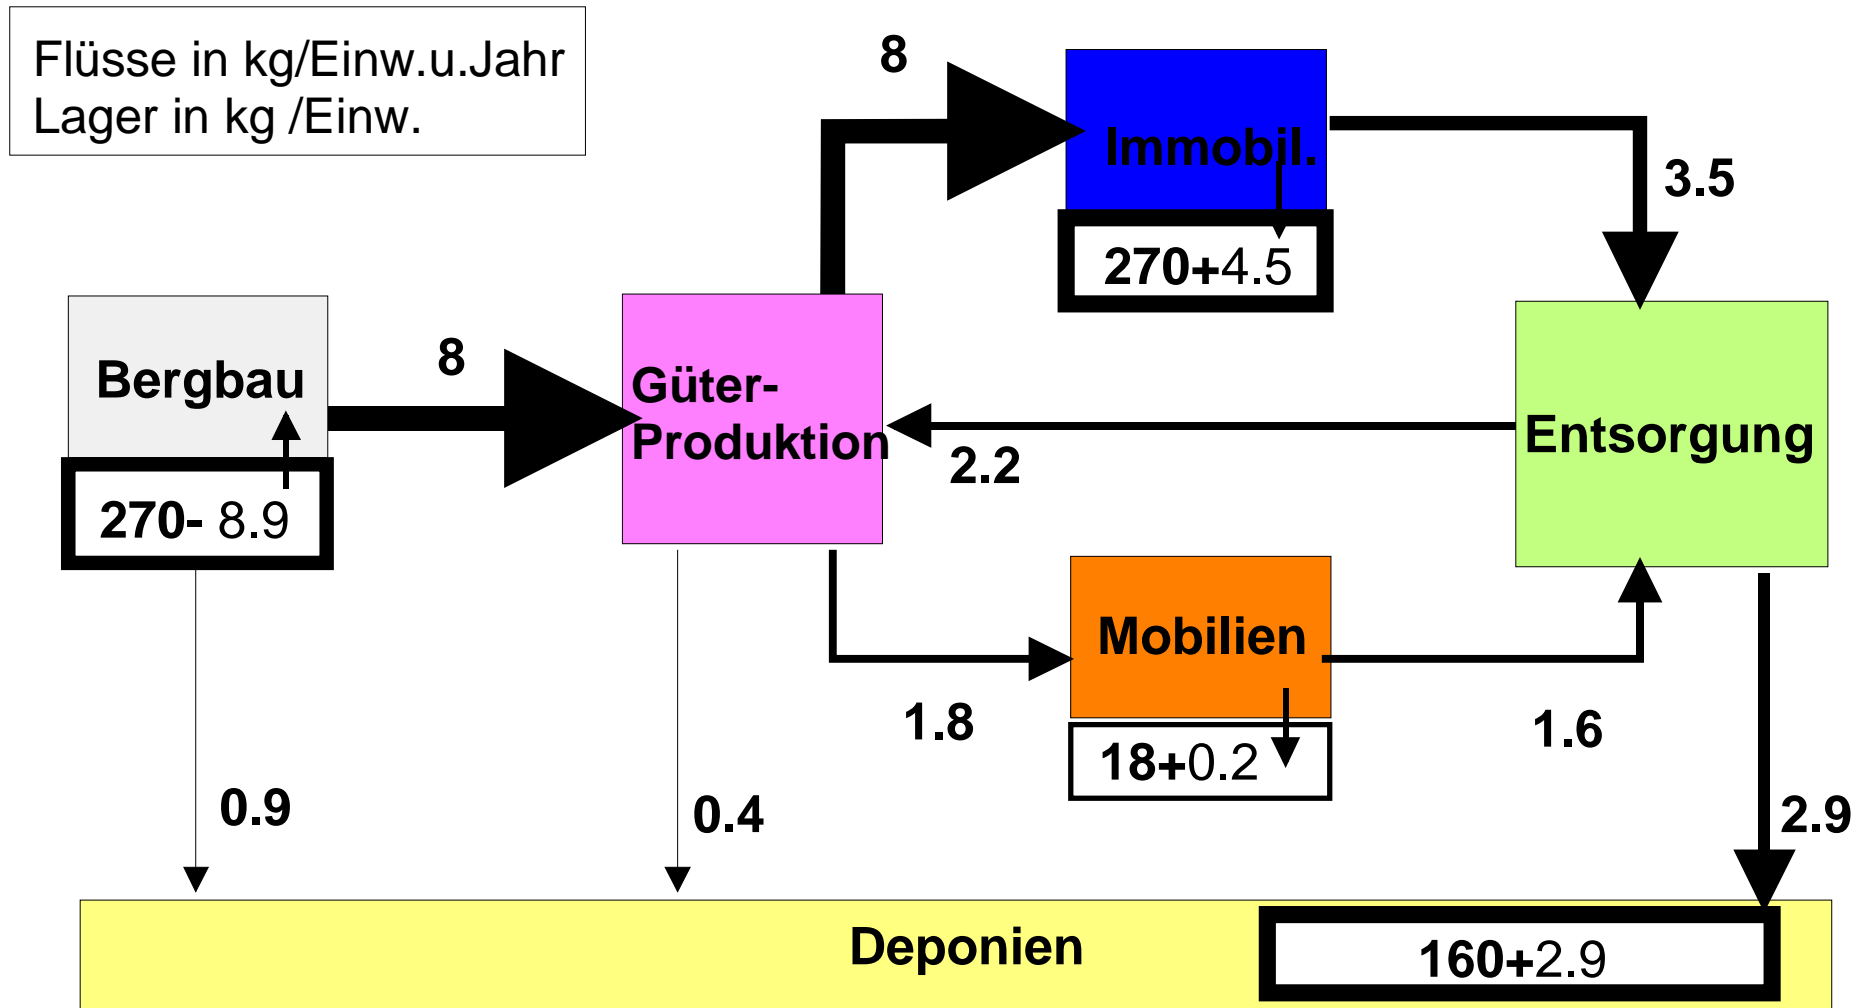 Flüsse in kg/Einw.u.Jahr
Lager in kg /Einw.
8
Immobil.
3.5
270+4.5
8
Bergbau
Güter-
Produktion
Entsorgung
2.2
270- 8.9
Mobilien
1.8
1.6
18+0.2
0.9
0.4
2.9
Deponien
160+2.9